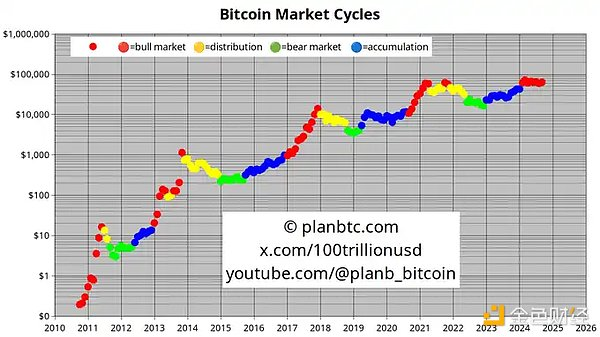 Bitcoin Market Cycles
$1,000,000
=bull market =distribution =bear market =accumulation
$100,000
$10,000
$1,000
$100
$10
$1
$0
© planbtc.com
x.com/100trillionusd
youtube.com/@planb_bitcoin
2010 2011 2012 2013 2014 2015 2016 2017 2018 2019 2020 2021 2022 2023 2024 2025 2026
金色财经